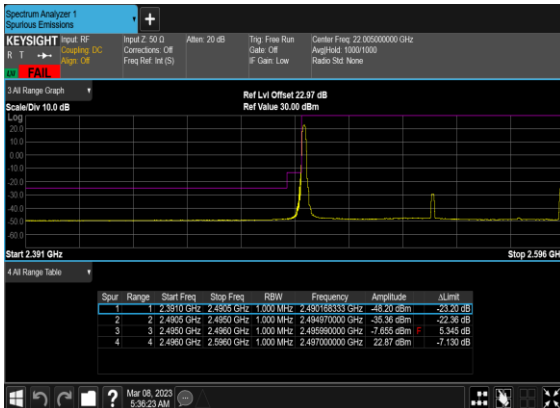 Spectrum Analyzer 1
Spurious Emissions
+
KEYSIGHT Input: RF Input Z: 50 Ω Atten: 20 dB Trig: Free Run Center Freq: 22.005000000 GHz
R T Coupling: DC Corrections: Off Gate: Off Avg|Hold: 1000/1000
Align: Off Freq Ref: Int (S) IF Gain: Low Radio Std: None
LXI FAIL
3 All Range Graph
Ref Lvl Offset 22.97 dB
Scale/Div 10.0 dB Ref Value 30.00 dBm
Log
20.0
10.0
0.00
-10.0
-20.0
-30.0
-40.0
-50.0
-60.0
Start 2.391 GHz Stop 2.596 GH
4 All Range Table
Spur Range Start Freq Stop Freq RBW Frequency Amplitude ΔLimit
1 1 2.3910 GHz 2.4905 GHz 1.000 MHz 2.490168333 GHz -48.20 dBm -23.20 dB
2 2 2.4905 GHz 2.4950 GHz 1.000 MHz 2.494970000 GHz -35.36 dBm -22.36 dB
3 3 2.4950 GHz 2.4960 GHz 1.000 MHz 2.495990000 GHz -7.655 dBm F 5.345 dB
4 4 2.4960 GHz 2.5960 GHz 1.000 MHz 2.497000000 GHz 22.87 dBm -7.130 dB
? Mar 08, 2023
5:36:23 AM